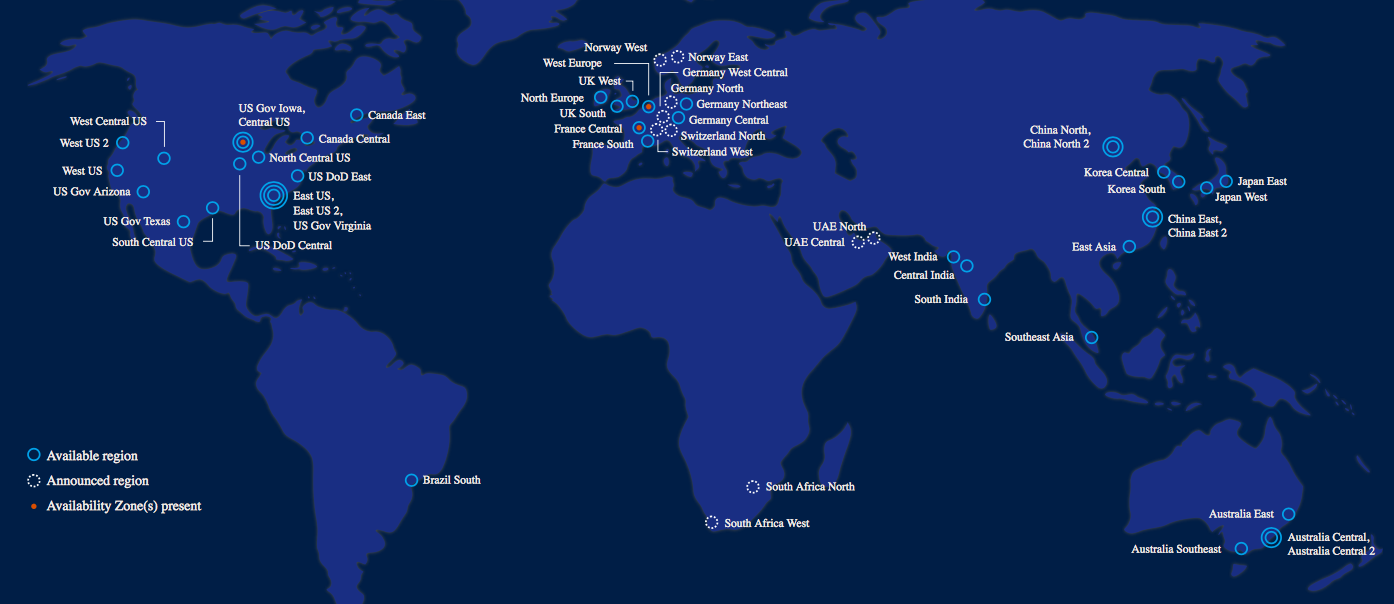 Norway West
Norway East
West Europe
Germany West Central
UK West
Germany North
North Europe
Germany Northeast
UK South
Germany Central
France Central
Switzerland North
France South
Switzerland West
US Gov Iowa,
Central US
Canada East
West Central US
West US 2
Canada Central
North Central US
West US
US DoD East
US Gov Arizona
East US,
East US 2,
US Gov Virginia
US Gov Texas
South Central US
US DoD Central
China North,
China North 2
Korea Central
Korea South
Japan East
Japan West
China East,
China East 2
East Asia
UAE North
UAE Central
West India
Central India
South India
Southeast Asia
Available region
Announced region
Availability Zone(s) present
Brazil South
South Africa North
South Africa West
Australia East
Australia Central,
Australia Central 2
Australia Southeast